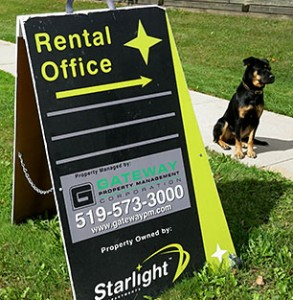 Rental
Office
Property Managed by:
G GATEWAY
PROPERTY MANAGEMENT
CORPORATION
519-573-3000
www.gatewaypm.com
Property Owned by:
Starlight